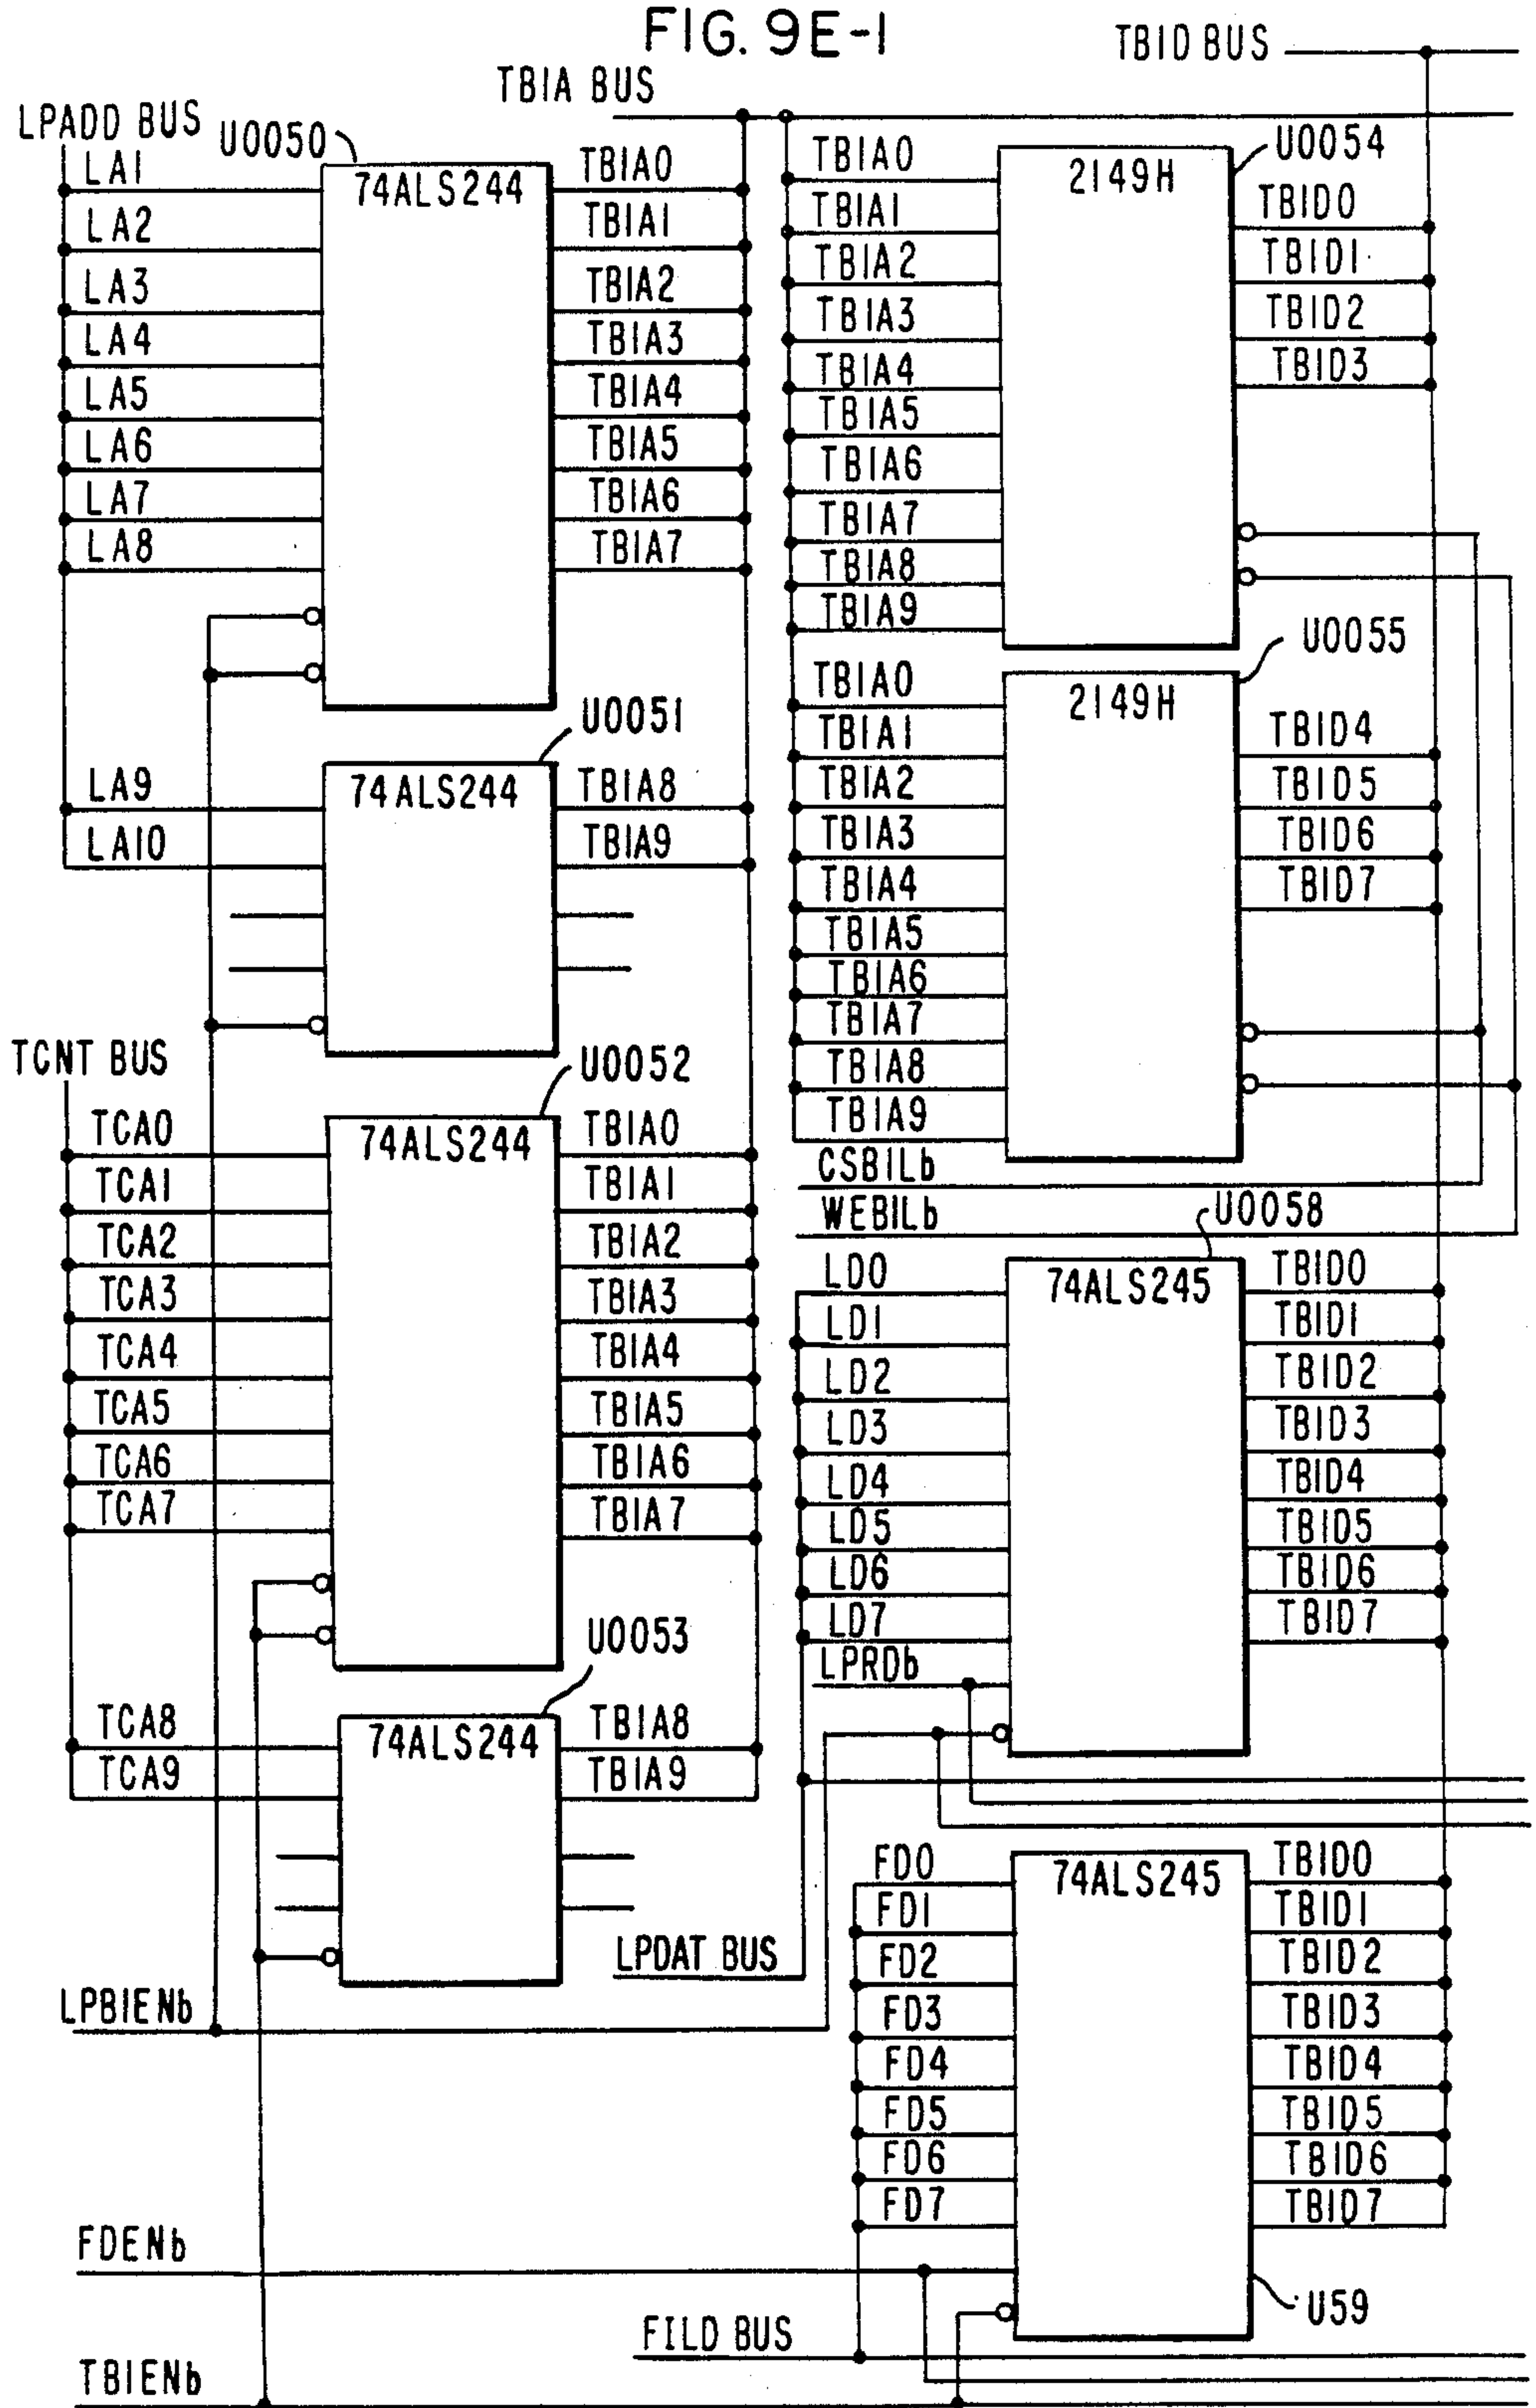 FIG. 9E-1
TBID BUS
TBIA BUS
LPADD BUS
U0050
74ALS244
LA1
LA2
LA3
LA4
LA5
LA6
LA7
LA8
TBIA0
TBIA1
TBIA2
TBIA3
TBIA4
TBIA5
TBIA6
TBIA7
U0051
74ALS244
LA9
LA10
TBIA8
TBIA9
TCNT BUS
U0052
74ALS244
TCA0
TCA1
TCA2
TCA3
TCA4
TCA5
TCA6
TCA7
TBIA0
TBIA1
TBIA2
TBIA3
TBIA4
TBIA5
TBIA6
TBIA7
U0053
74ALS244
TCA8
TCA9
TBIA8
TBIA9
LPBIENb
FDENb
TBIENb
U0054
2149H
TBIA0
TBIA1
TBIA2
TBIA3
TBIA4
TBIA5
TBIA6
TBIA7
TBIA8
TBIA9
TBID0
TBID1
TBID2
TBID3
U0055
2149H
TBIA0
TBIA1
TBIA2
TBIA3
TBIA4
TBIA5
TBIA6
TBIA7
TBIA8
TBIA9
TBID4
TBID5
TBID6
TBID7
CSBILb
WEBILb
U0058
74ALS245
LD0
LD1
LD2
LD3
LD4
LD5
LD6
LD7
LPRDb
TBID0
TBID1
TBID2
TBID3
TBID4
TBID5
TBID6
TBID7
LPDAT BUS
74ALS245
FD0
FD1
FD2
FD3
FD4
FD5
FD6
FD7
TBID0
TBID1
TBID2
TBID3
TBID4
TBID5
TBID6
TBID7
U59
FILD BUS